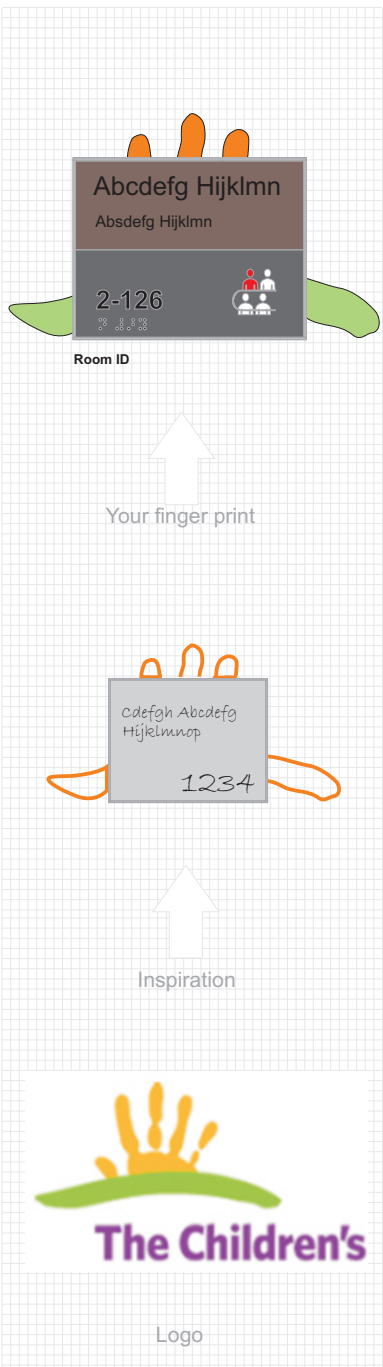 Abcdefg Hijklmn
Absdefg Hijklmn
2-126
Room ID
Your finger print
Cdefgh Abcdefg
Hijklmnop
1234
Inspiration
The Children's
Logo